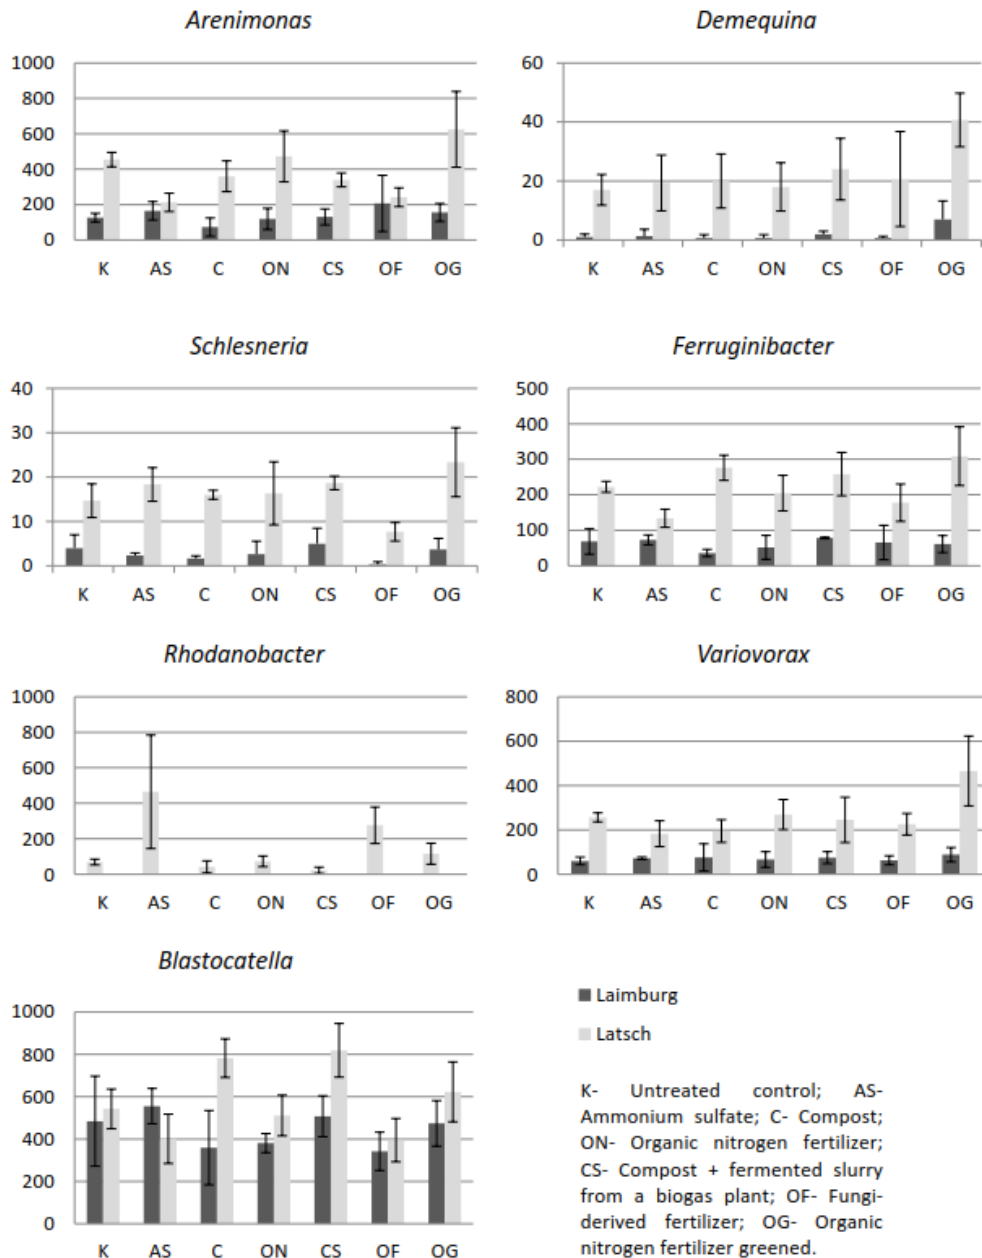 Arenimonas
1000
800
600
400
200
0
K AS C ON CS OF OG
Demequina
60
40
20
0
K AS C ON CS OF OG
Schlesneria
40
30
20
10
0
K AS C ON CS OF OG
Ferruginibacter
500
400
300
200
100
0
K AS C ON CS OF OG
Rhodanobacter
1000
800
600
400
200
0
K AS C ON CS OF OG
Variovorax
800
600
400
200
0
K AS C ON CS OF OG
Blastocatella
1000
800
600
400
200
0
K AS C ON CS OF OG
Laimburg
Latsch
K- Untreated control; AS-
Ammonium sulfate; C- Compost;
ON- Organic nitrogen fertilizer;
CS- Compost + fermented slurry
from a biogas plant; OF- Fungi-
derived fertilizer; OG- Organic
nitrogen fertilizer greened.